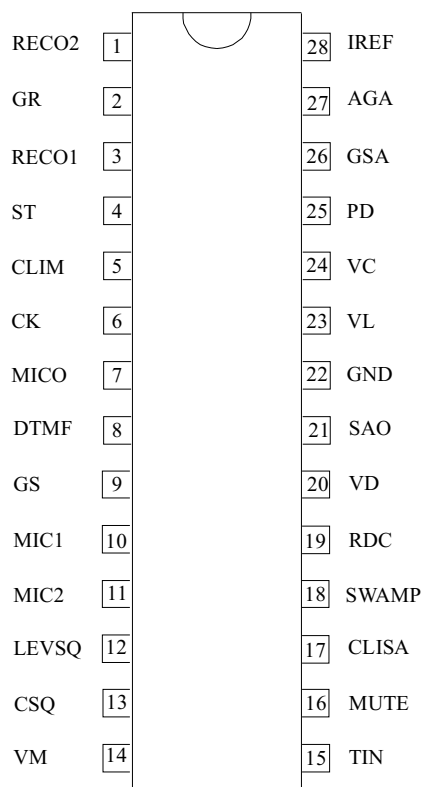 RECO2 1 28 IREF
GR 2 27 AGA
RECO1 3 26 GSA
ST 4 25 PD
CLIM 5 24 VC
CK 6 23 VL
MICO 7 22 GND
DTMF 8 21 SAO
GS 9 20 VD
MIC1 10 19 RDC
MIC2 11 18 SWAMP
LEVSQ 12 17 CLISA
CSQ 13 16 MUTE
VM 14 15 TIN